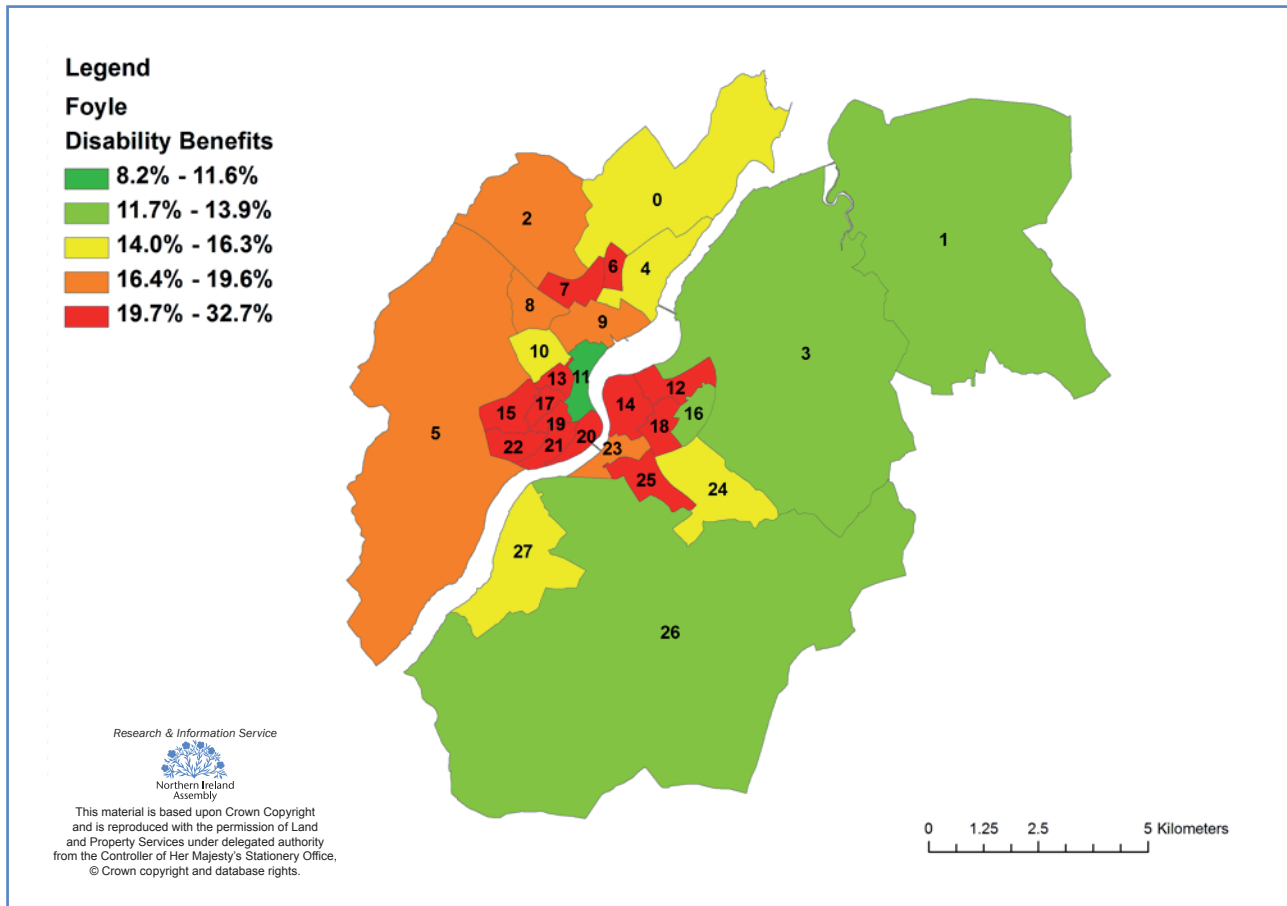 Legend
Foyle
Disability Benefits
8.2% - 11.6%
11.7% - 13.9%
14.0% - 16.3%
16.4% - 19.6%
19.7% - 32.7%
0
1
2
3
4
5
6
7
8
9
10
11
12
13
14
15
16
17
18
19
20
21
22
23
24
25
26
27
Research & Information Service
Northern Ireland
Assembly
This material is based upon Crown Copyright
and is reproduced with the permission of Land
and Property Services under delegated authority
from the Controller of Her Majesty's Stationery Office,
© Crown copyright and database rights.
0 1.25 2.5 5 Kilometers